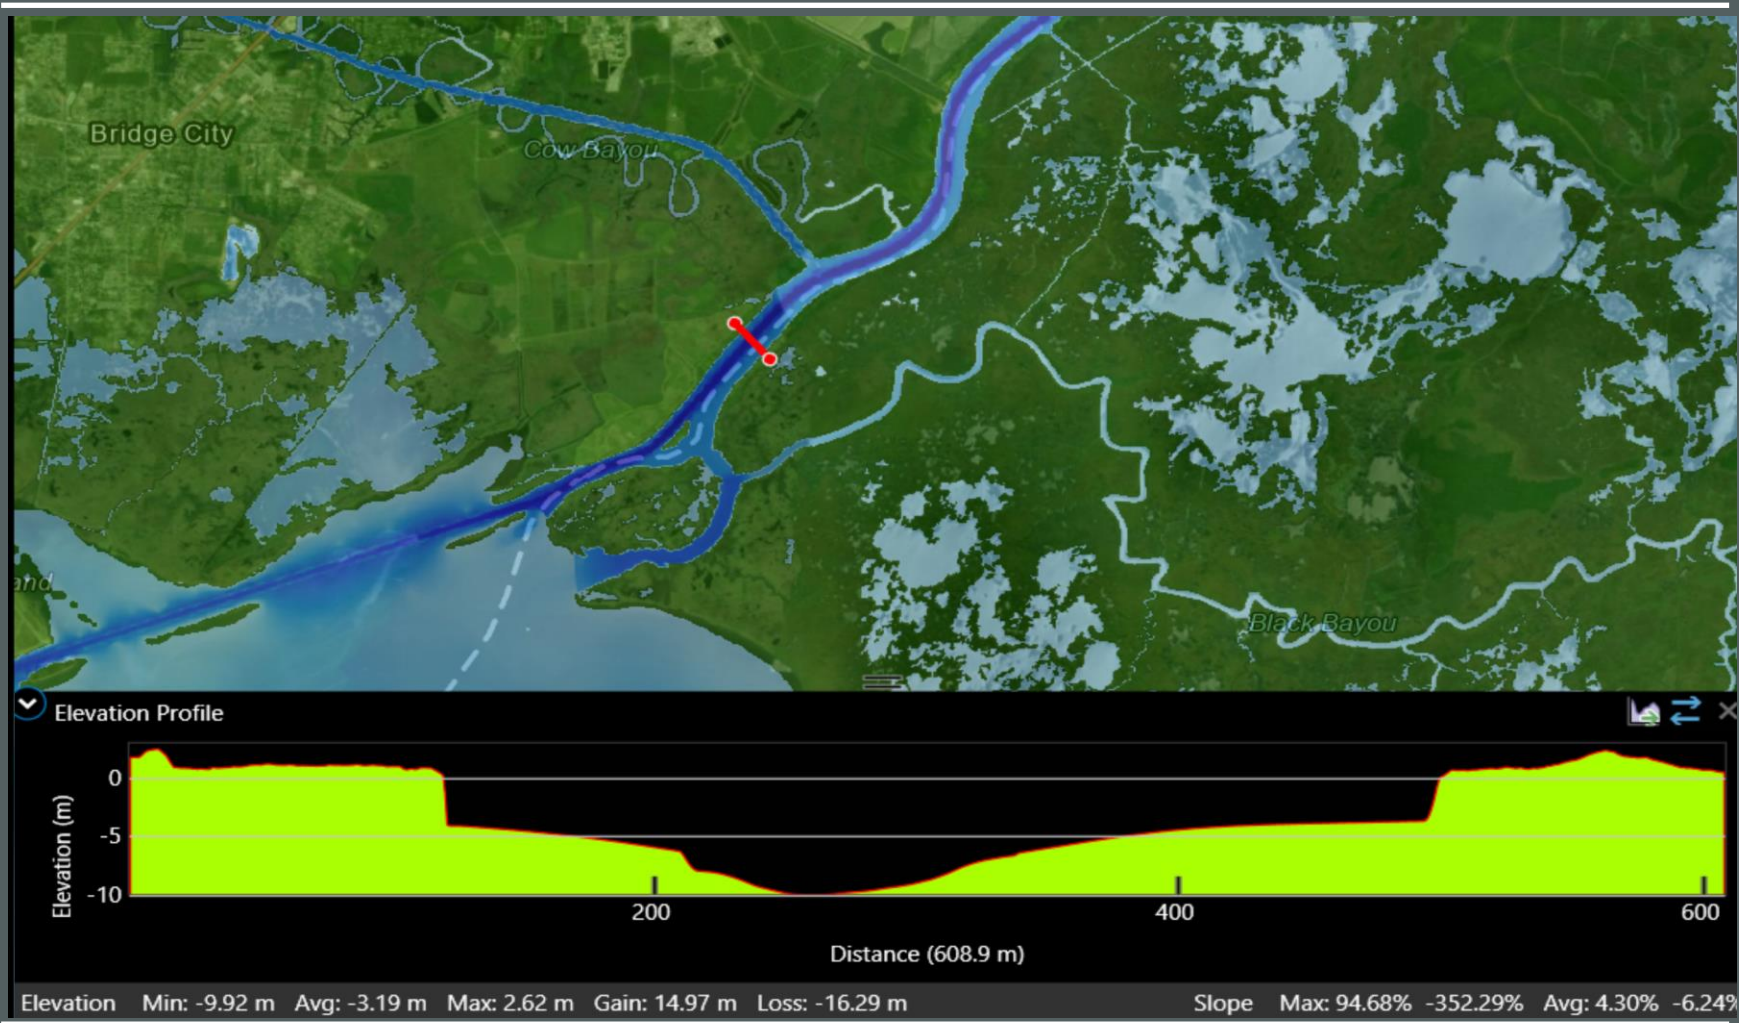 Bridge City
Cow Bayou
and
Black Bayou
Elevation Profile
Elevation (m)
0
-5
-10
200
400
600
Distance (608.9 m)
Elevation Min: -9.92 m Avg: -3.19 m Max: 2.62 m Gain: 14.97 m Loss: -16.29 m Slope Max: 94.68% -352.29% Avg: 4.30% -6.24%